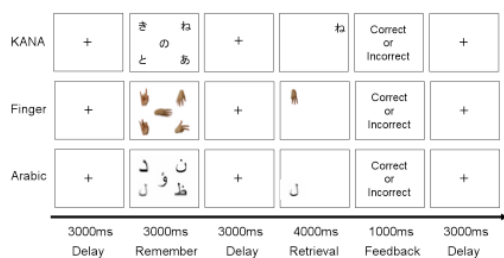 KANA
+
き ね
の
と あ
+
ね
Correct
or
Incorrect
+
Finger
+
+
Correct
or
Incorrect
+
Arabic
+
د ن
ؤ
ل ظ
+
ل
Correct
or
Incorrect
+
3000ms 3000ms 3000ms 4000ms 1000ms 3000ms
Delay Remember Delay Retrieval Feedback Delay